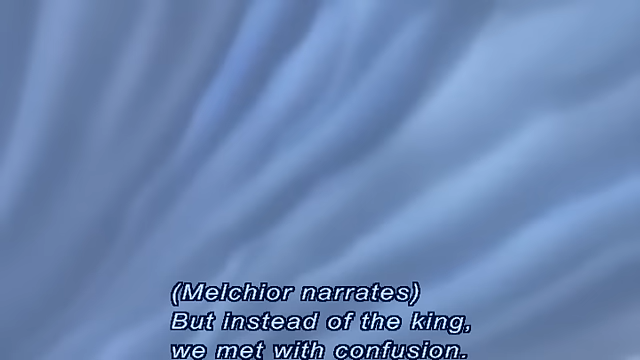 (Melchior narrates)
But instead of the king,
we met with confusion.